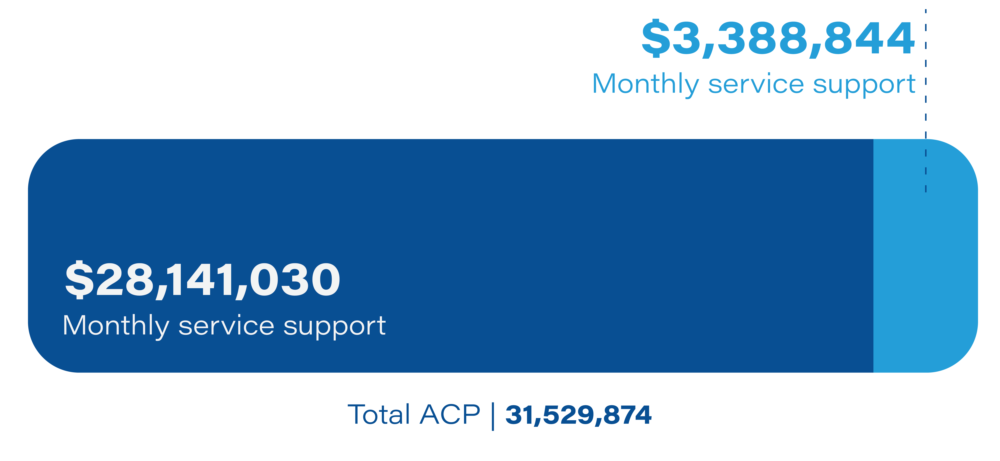 $3,388,844
Monthly service support
$28,141,030
Monthly service support
Total ACP | 31,529,874